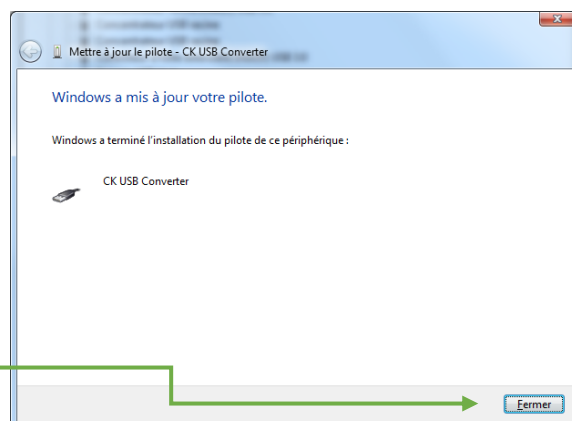 Mettre à jour le pilote - CK USB Converter
Windows a mis à jour votre pilote.
Windows a terminé l'installation du pilote de ce périphérique :
CK USB Converter
Fermer